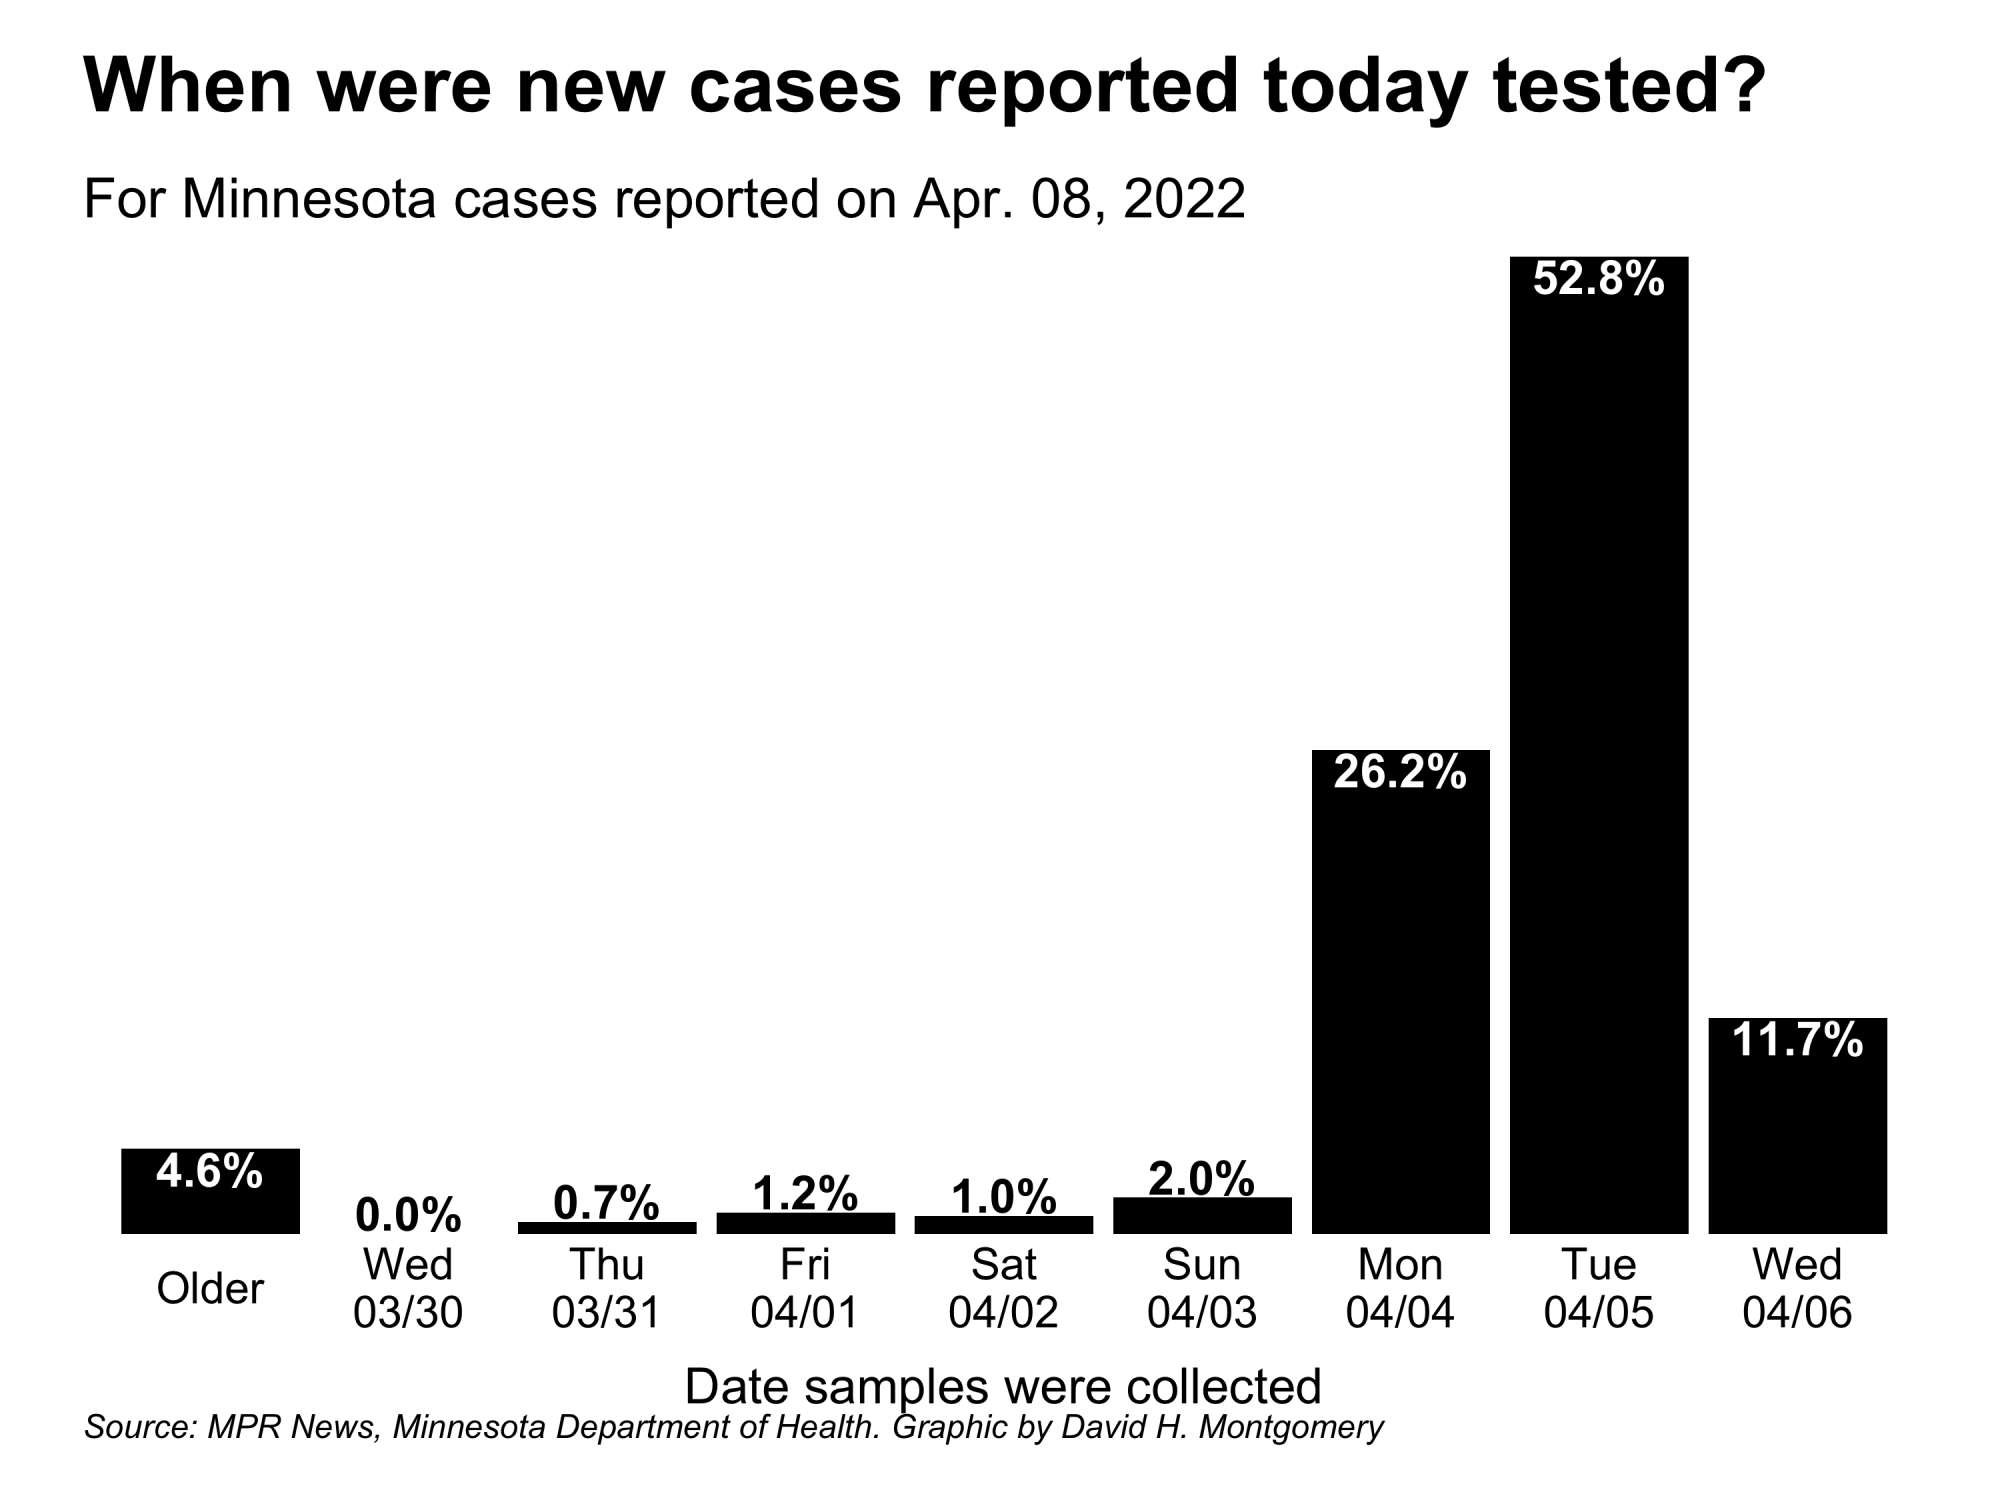 When were new cases reported today tested?
For Minnesota cases reported on Apr. 08, 2022
52.8%
26.2%
11.7%
4.6%
0.0%
0.7%
1.2%
1.0%
2.0%
Older
Wed
03/30
Thu
03/31
Fri
04/01
Sat
04/02
Sun
04/03
Mon
04/04
Tue
04/05
Wed
04/06
Date samples were collected
Source: MPR News, Minnesota Department of Health. Graphic by David H. Montgomery